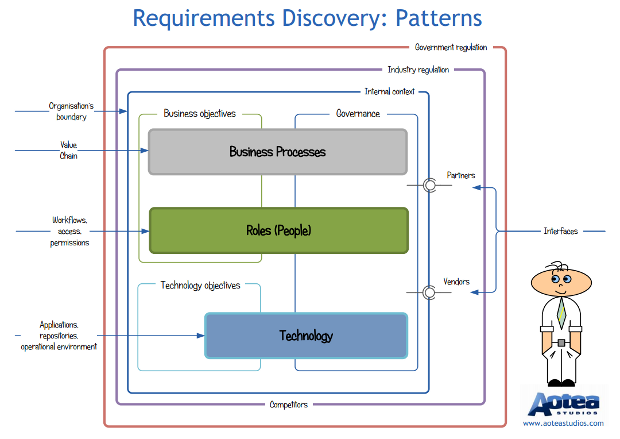 Requirements Discovery: Patterns
Government regulation
Industry regulation
Internal context
Organisation's
boundary
Business objectives
Governance
Value
Chain
Business Processes
Partners
Workflows,
access,
permissions
Roles (People)
Interfaces
Technology objectives
Vendors
Applications,
repositories,
operational environment
Technology
Competitors
Aotea
STUDIOS
www.aoteastudios.com